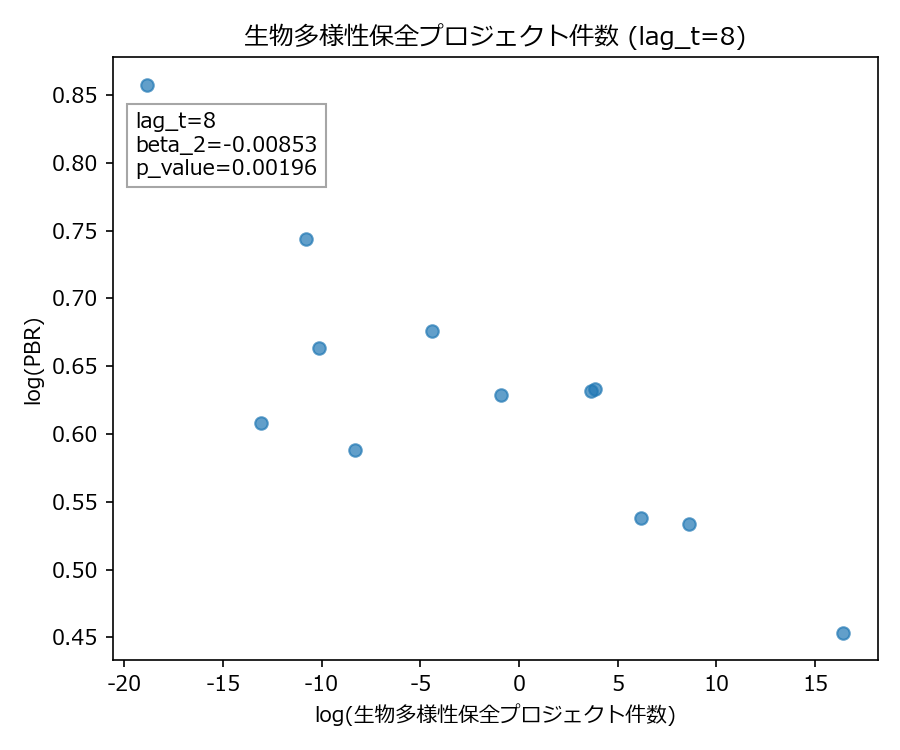 生物多様性保全プロジェクト件数 (lag_t=8)
lag_t=8
beta_2=-0.00853
p_value=0.00196
log(PBR)
0.85
0.80
0.75
0.70
0.65
0.60
0.55
0.50
0.45
-20 -15 -10 -5 0 5 10 15
log(生物多様性保全プロジェクト件数)